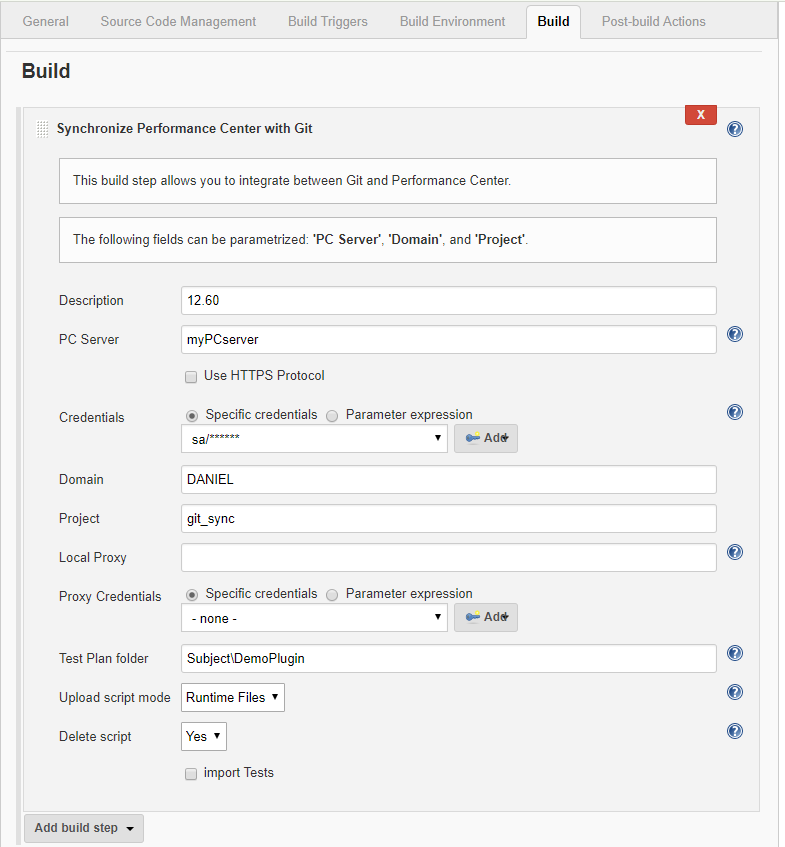 General Source Code Management Build Triggers Build Environment Build Post-build Actions
Build
Synchronize Performance Center with Git
X
?
This build step allows you to integrate between Git and Performance Center.
The following fields can be parametrized: 'PC Server', 'Domain', and 'Project'.
Description 12.60
PC Server myPCserver ?
Use HTTPS Protocol
Credentials Specific credentials Parameter expression ?
sa/****** Add
Domain DANIEL
Project git_sync
Local Proxy ?
Proxy Credentials Specific credentials Parameter expression
- none - Add
Test Plan folder Subject\DemoPlugin ?
Upload script mode Runtime Files ?
Delete script Yes ?
import Tests
Add build step